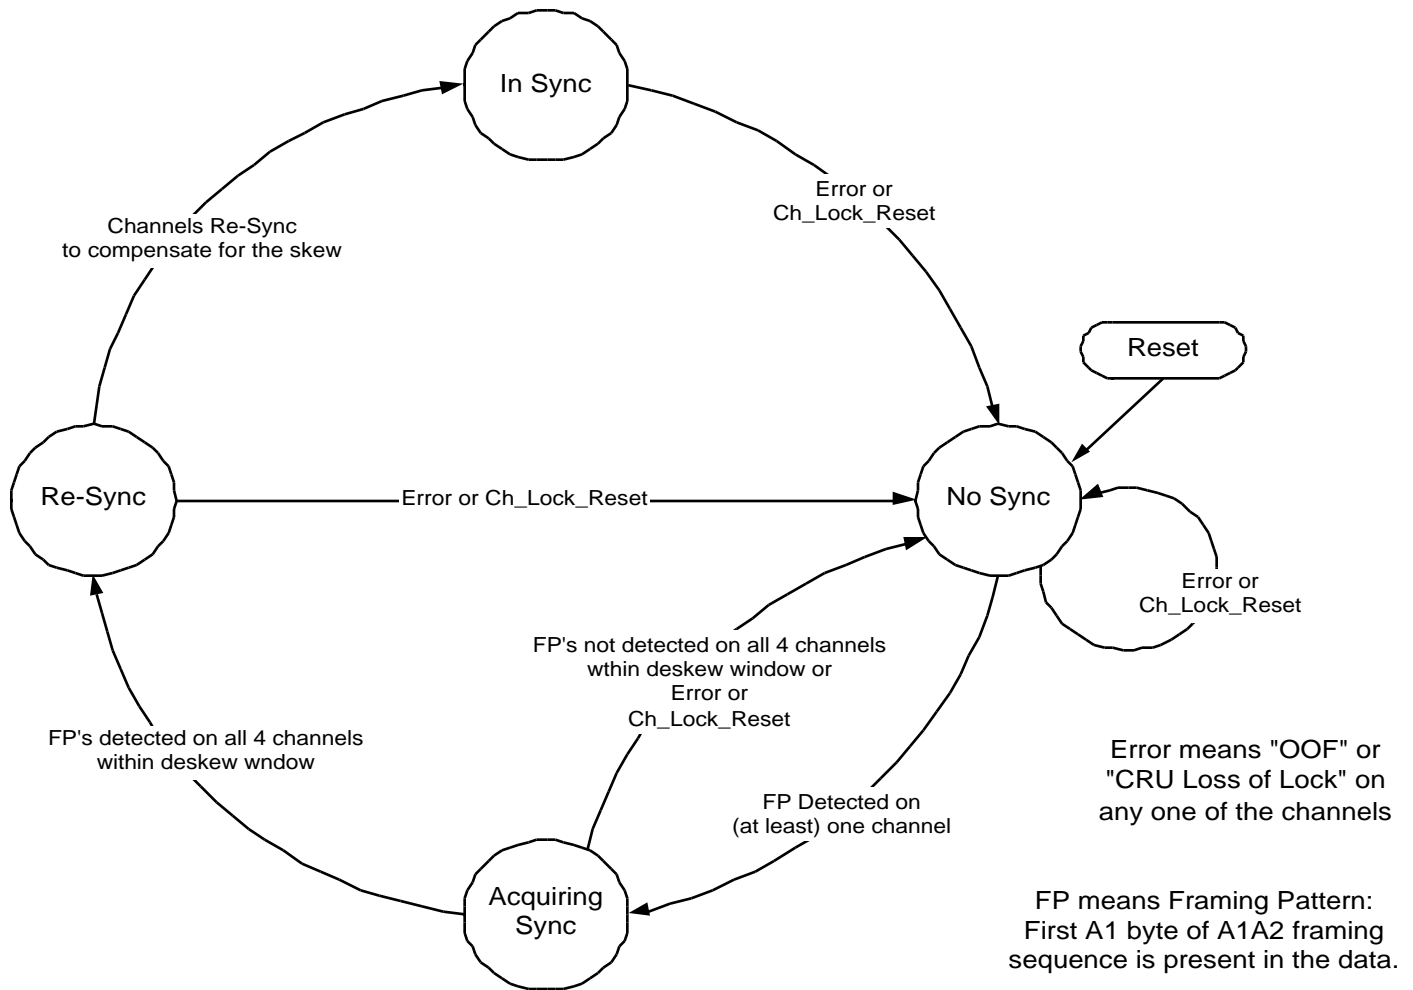 In Sync
Error or
Ch_Lock_Reset
Channels Re-Sync
to compensate for the skew
Reset
Re-Sync
Error or Ch_Lock_Reset
No Sync
Error or
Ch_Lock_Reset
FP's not detected on all 4 channels
wthin deskew window or
Error or
Ch_Lock_Reset
FP's detected on all 4 channels
within deskew wndow
FP Detected on
(at least) one channel
Error means "OOF" or
"CRU Loss of Lock" on
any one of the channels
Acquiring
Sync
FP means Framing Pattern:
First A1 byte of A1A2 framing
sequence is present in the data.